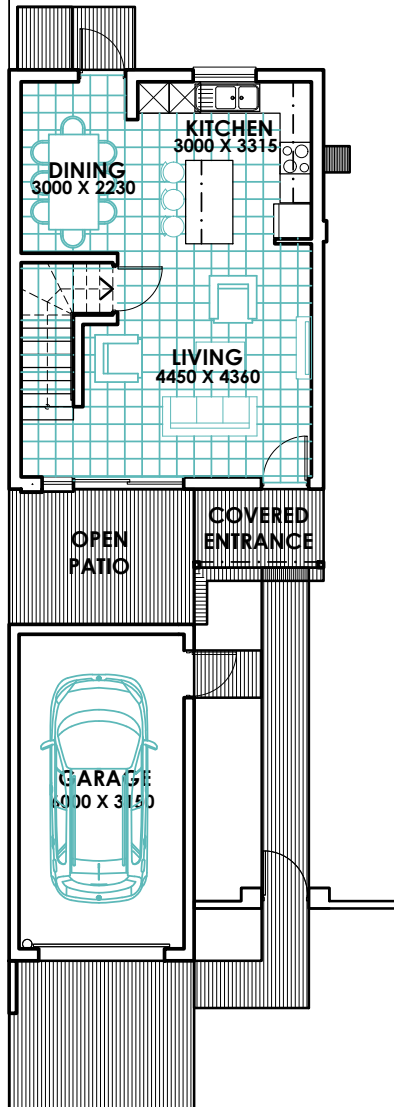 KITCHEN
3000 X 3315
DINING
3000 X 2230
LIVING
4450 X 4360
COVERED
ENTRANCE
OPEN
PATIO
GARAGE
6000 X 3150